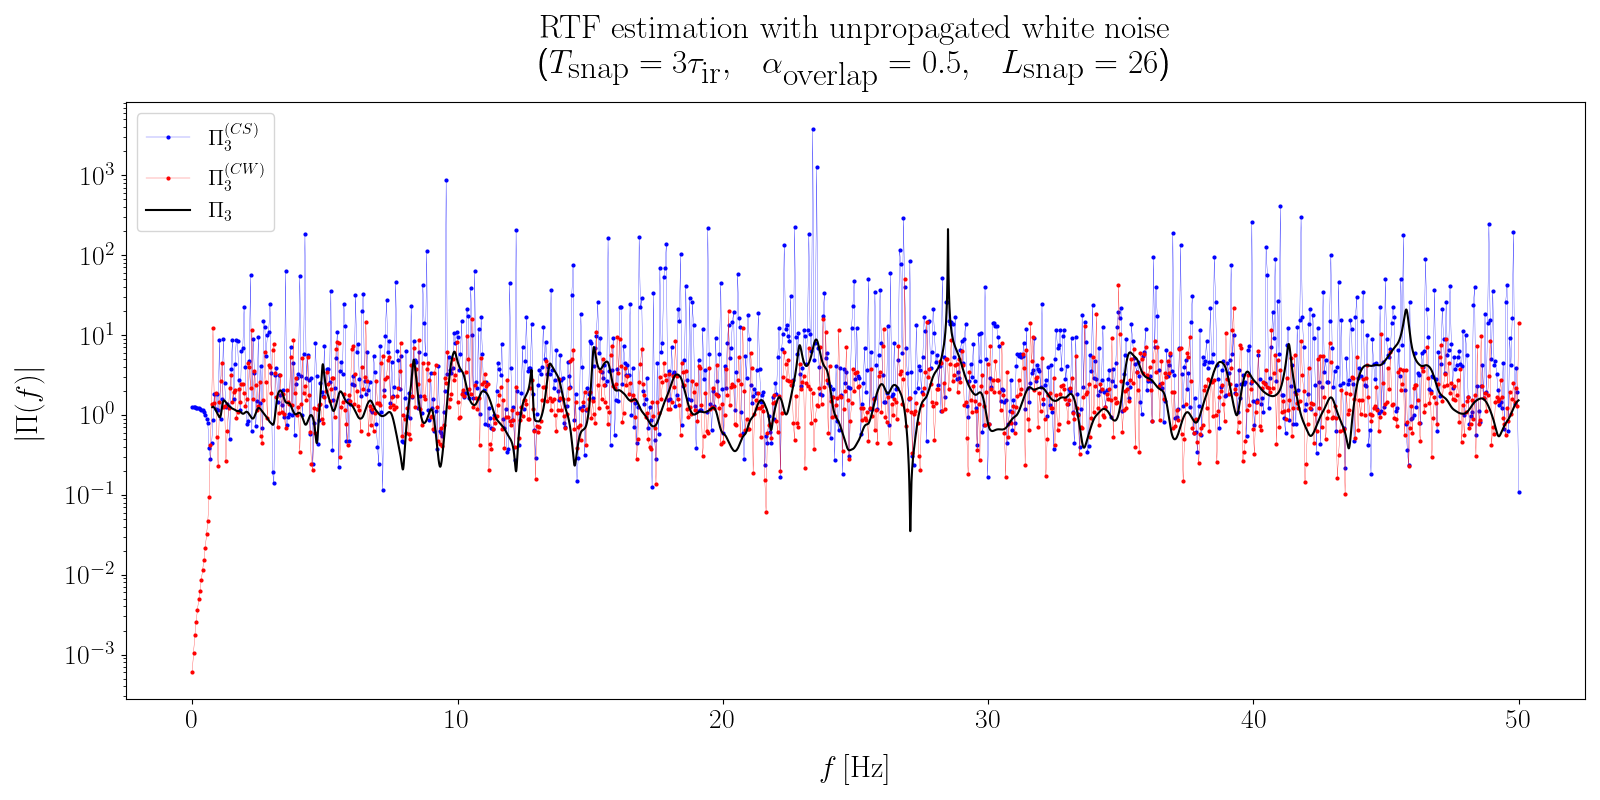 RTF estimation with unpropagated white noise
(T_snap = 3τ_ir, α_overlap = 0.5, L_snap = 26)
Π_3^(CS)
Π_3^(CW)
Π_3
|Π(f)|
10^3
10^2
10^1
10^0
10^−1
10^−2
10^−3
0 10 20 30 40 50
f [Hz]